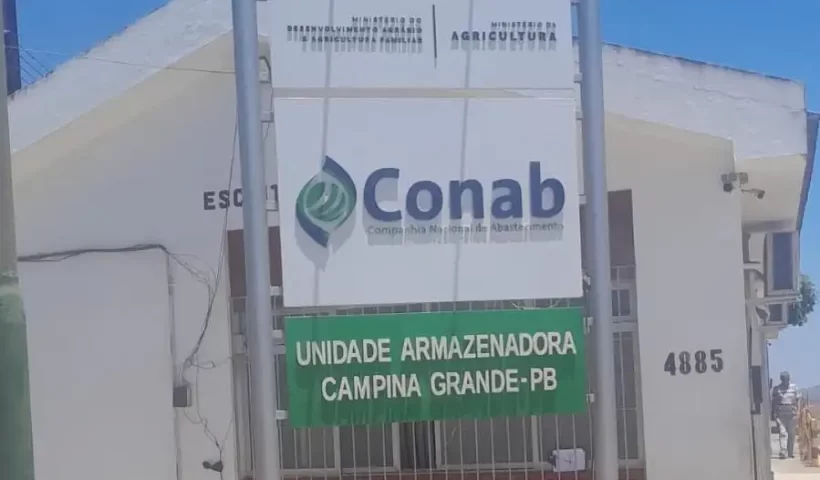 MINISTÉRIO DO
DESENVOLVIMENTO AGRÁRIO
E AGRICULTURA FAMILIAR
MINISTÉRIO DA
AGRICULTURA
Conab
Companhia Nacional de Abastecimento
UNIDADE ARMAZENADORA
CAMPINA GRANDE-PB
4885